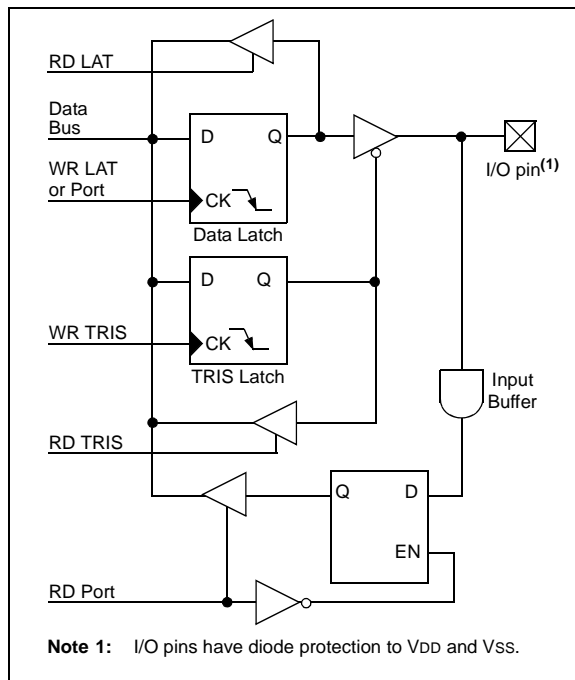 RD LAT
Data
Bus
D Q
WR LAT
or Port
CK
Data Latch
I/O pin(1)
D Q
WR TRIS
CK
TRIS Latch
Input
Buffer
RD TRIS
Q D
EN
RD Port
Note 1: I/O pins have diode protection to VDD and VSS.